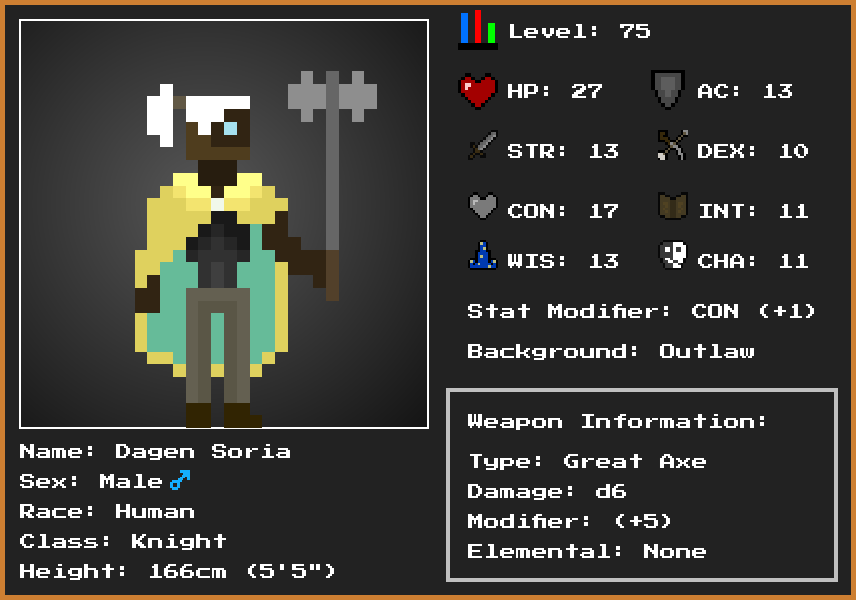 Level: 75
HP: 27
AC: 13
STR: 13
DEX: 10
CON: 17
INT: 11
WIS: 13
CHA: 11
Stat Modifier: CON (+1)
Background: Outlaw
Weapon Information:
Type: Great Axe
Damage: d6
Modifier: (+5)
Elemental: None
Name: Dagen Soria
Sex: Male ♂
Race: Human
Class: Knight
Height: 166cm (5'5")